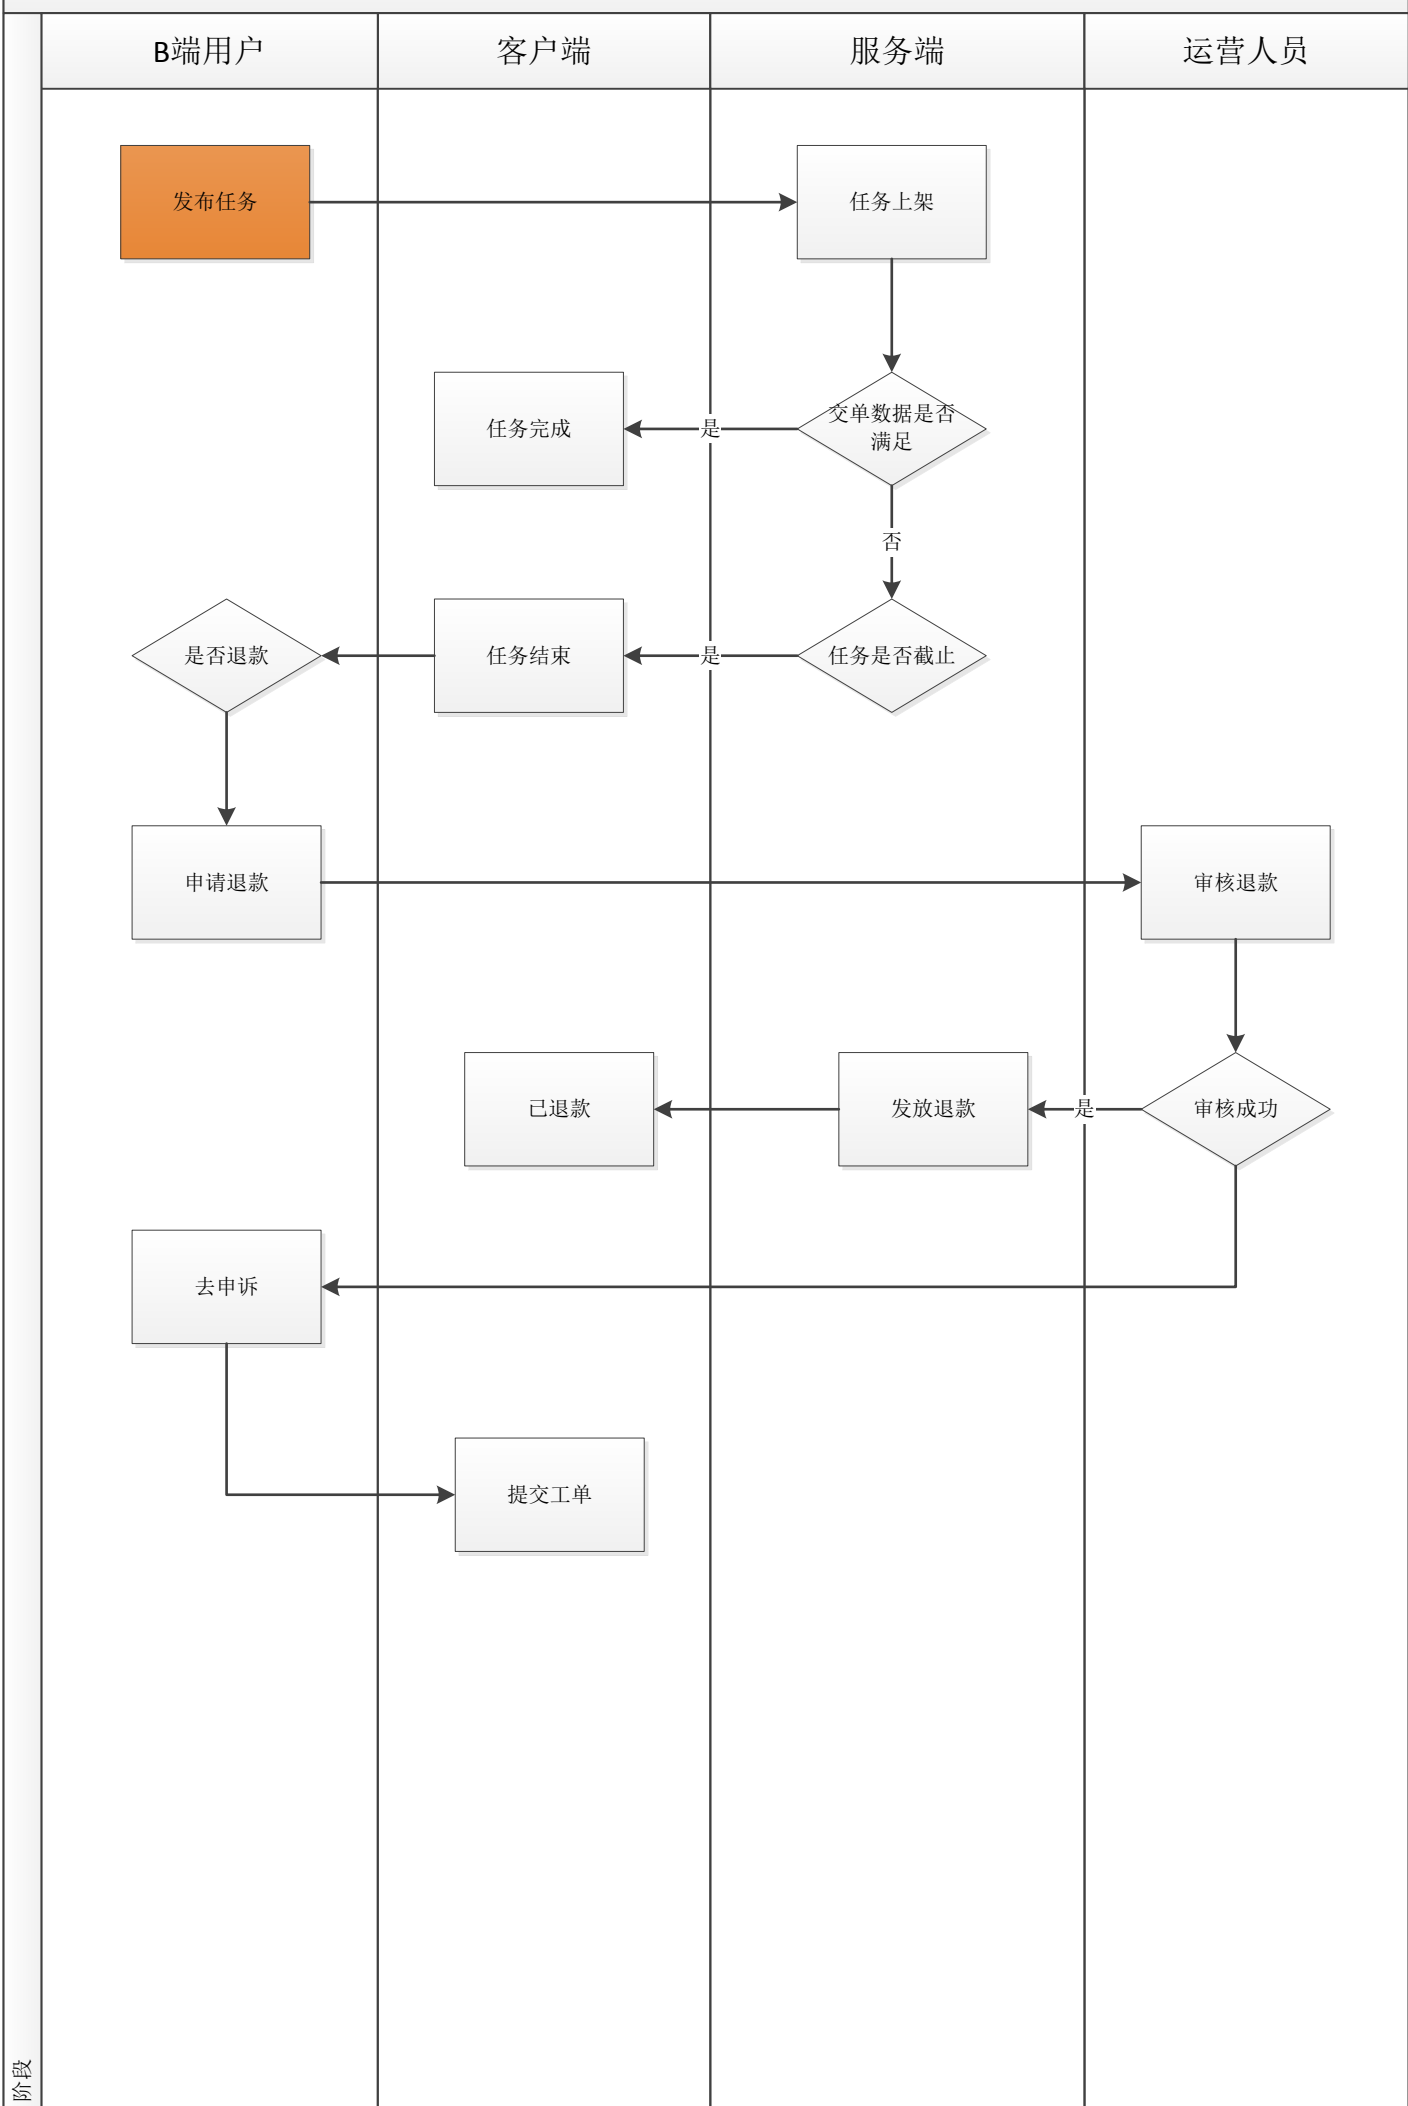 B端用户
客户端
服务端
运营人员
发布任务
任务上架
任务完成
是
交单数据是否
满足
否
是否退款
任务结束
是
任务是否截止
申请退款
审核退款
已退款
发放退款
是
审核成功
去申诉
提交工单
阶段